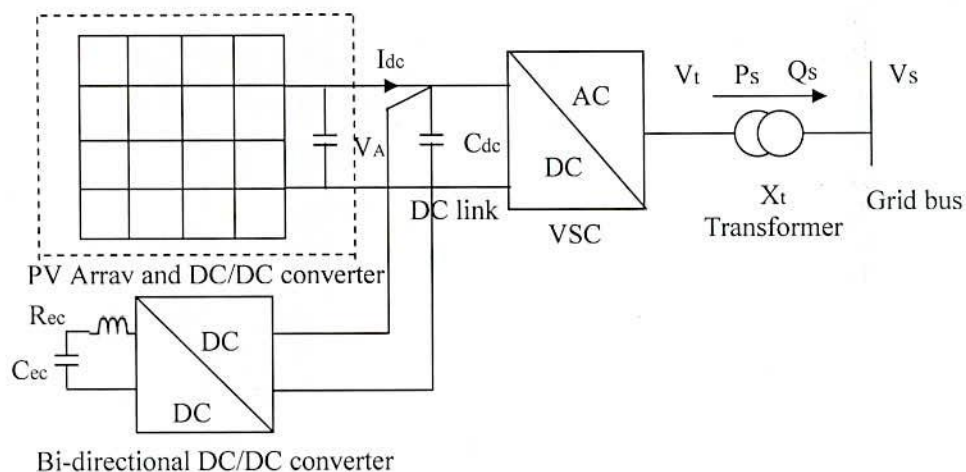 Idc
VA
Cdc
DC link
AC
DC
VSC
Vt
Ps
Qs
Vs
Xt
Transformer
Grid bus
PV Array and DC/DC converter
Rec
Cec
DC
DC
Bi-directional DC/DC converter